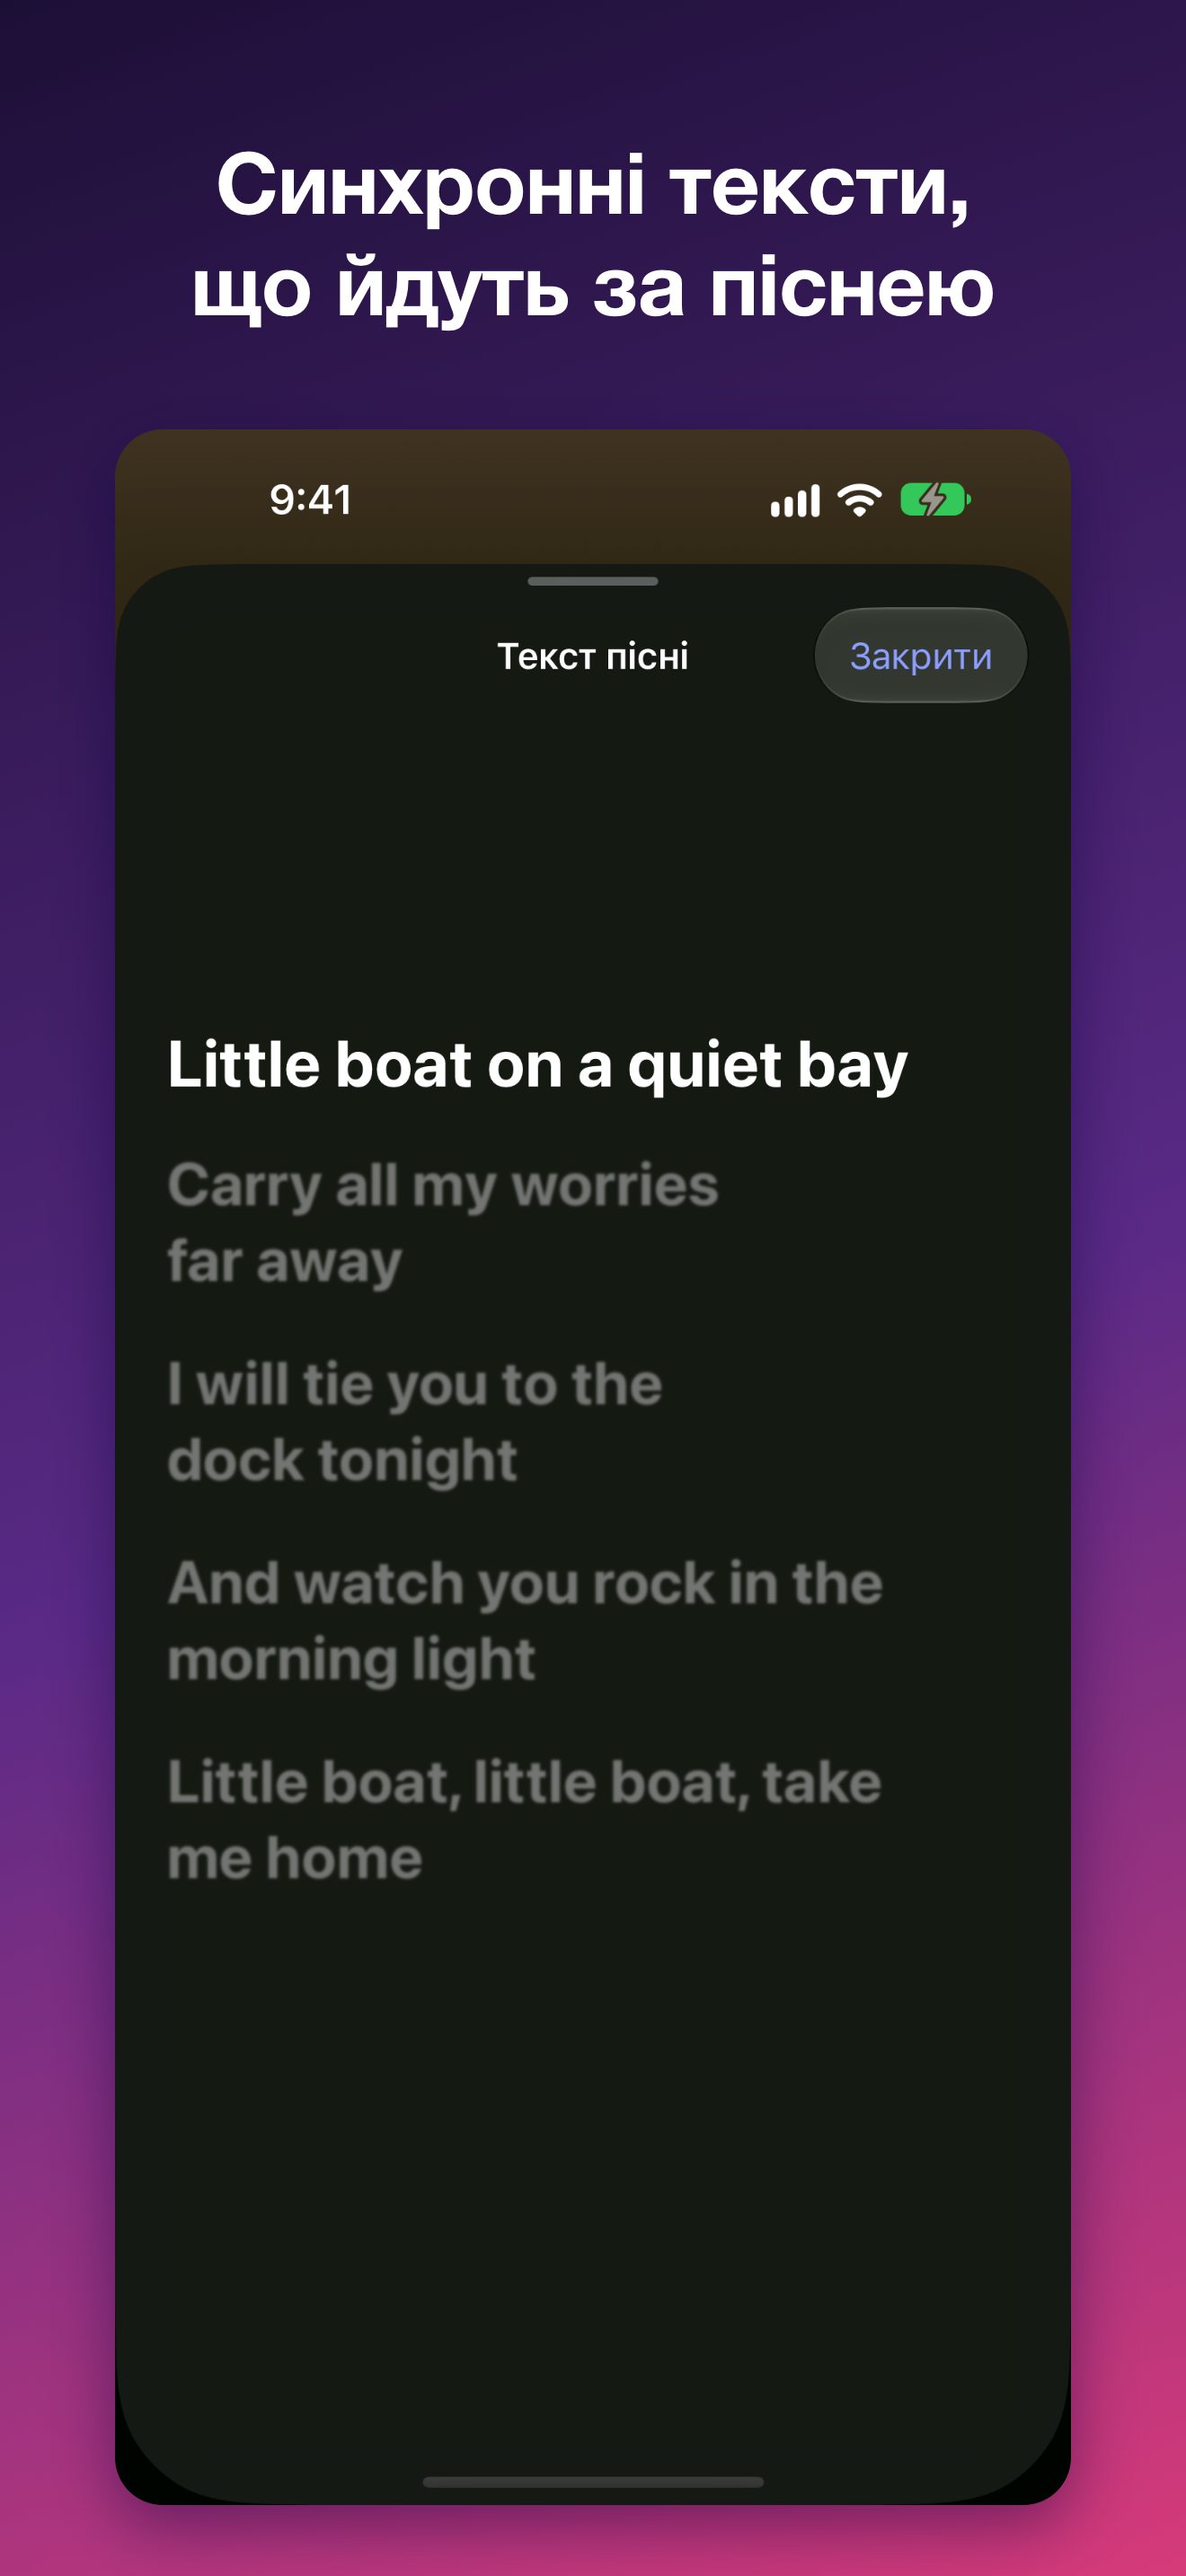 Синхронні тексти,
що йдуть за піснею
9:41
Текст пісні
Закрити
Little boat on a quiet bay
Carry all my worries
far away
I will tie you to the
dock tonight
And watch you rock in the
morning light
Little boat, little boat, take
me home